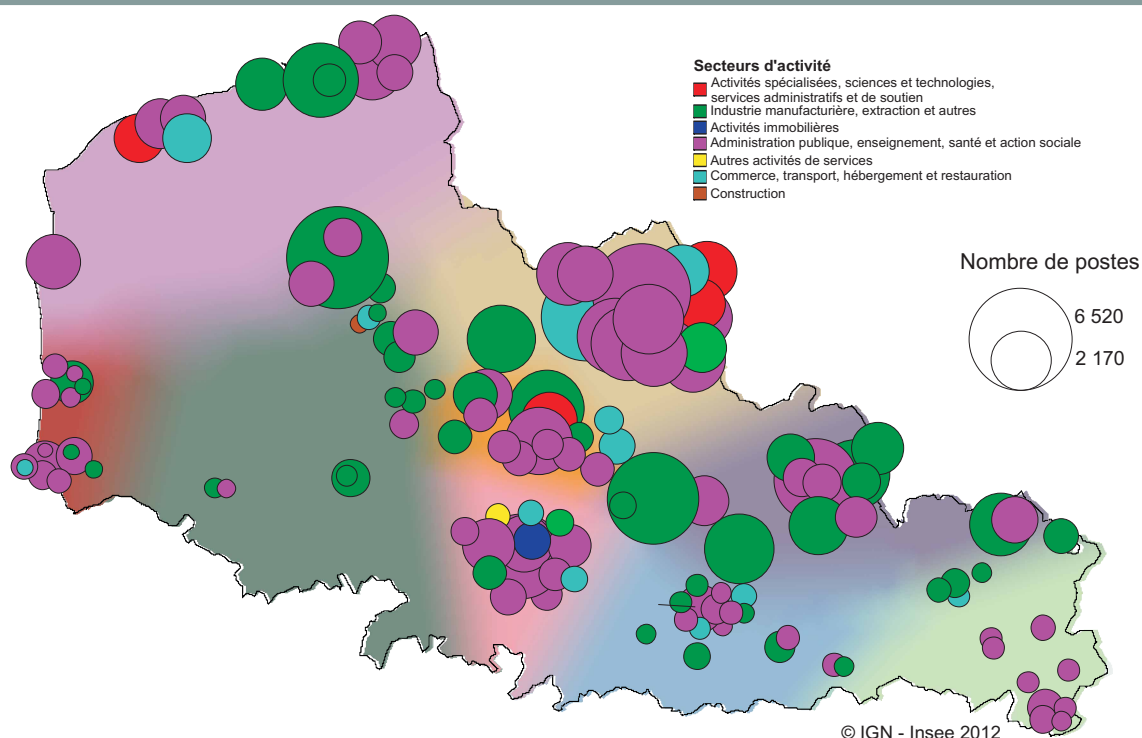 Secteurs d'activité
Activités spécialisées, sciences et technologies,
services administratifs et de soutien
Industrie manufacturière, extraction et autres
Activités immobilières
Administration publique, enseignement, santé et action sociale
Autres activités de services
Commerce, transport, hébergement et restauration
Construction
Nombre de postes
6 520
2 170
© IGN - Insee 2012